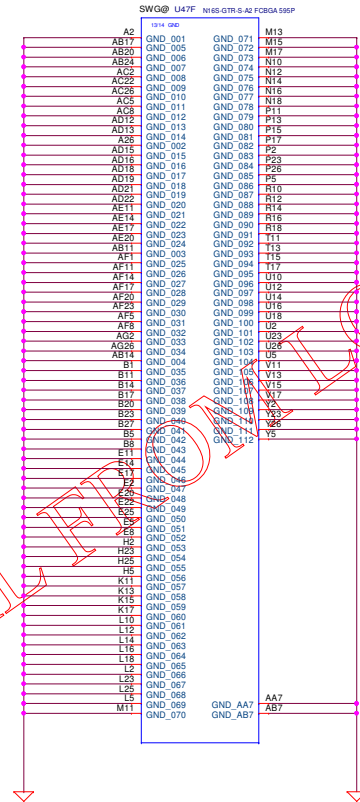 SWG@ U47F N16S-GTR-S-A2 FCBGA 595P
13/14 GND
A2 GND_001 GND_071 M13
AB17 GND_005 GND_072 M15
AB20 GND_006 GND_073 M17
AB24 GND_007 GND_074 N10
AC2 GND_008 GND_075 N12
AC22 GND_009 GND_076 N14
AC26 GND_010 GND_077 N16
AC5 GND_011 GND_078 N18
AC8 GND_012 GND_079 P11
AD12 GND_013 GND_080 P13
AD13 GND_014 GND_081 P15
A26 GND_002 GND_082 P17
AD15 GND_015 GND_083 P2
AD16 GND_016 GND_084 P23
AD18 GND_017 GND_085 P26
AD19 GND_018 GND_086 P5
AD21 GND_019 GND_087 R10
AD22 GND_020 GND_088 R12
AE11 GND_021 GND_089 R14
AE14 GND_022 GND_090 R16
AE17 GND_023 GND_091 R18
AE20 GND_024 GND_092 T11
AB11 GND_003 GND_093 T13
AF1 GND_025 GND_094 T15
AF11 GND_026 GND_095 T17
AF14 GND_027 GND_096 U10
AF17 GND_028 GND_097 U12
AF20 GND_029 GND_098 U14
AF23 GND_030 GND_099 U16
AF5 GND_031 GND_100 U18
AF8 GND_032 GND_101 U2
AG2 GND_033 GND_102 U23
AG26 GND_034 GND_103 U26
AB14 GND_004 GND_104 U5
B1 GND_035 GND_105 V11
B11 GND_036 GND_106 V13
B14 GND_037 GND_107 V15
B17 GND_038 GND_108 V17
B20 GND_039 GND_109 Y2
B23 GND_040 GND_110 Y23
B27 GND_041 GND_111 Y26
B5 GND_042 GND_112 Y5
B8 GND_043
E11 GND_044
E14 GND_045
E17 GND_046
E2 GND_047
E20 GND_048
E22 GND_049
E25 GND_050
E5 GND_051
E8 GND_052
H2 GND_053
H23 GND_054
H25 GND_055
H5 GND_056
K11 GND_057
K13 GND_058
K15 GND_059
K17 GND_060
L10 GND_061
L12 GND_062
L14 GND_063
L16 GND_064
L18 GND_065
L2 GND_066
L23 GND_067
L25 GND_068
L5 GND_069 GND_AA7 AA7
M11 GND_070 GND_AB7 AB7